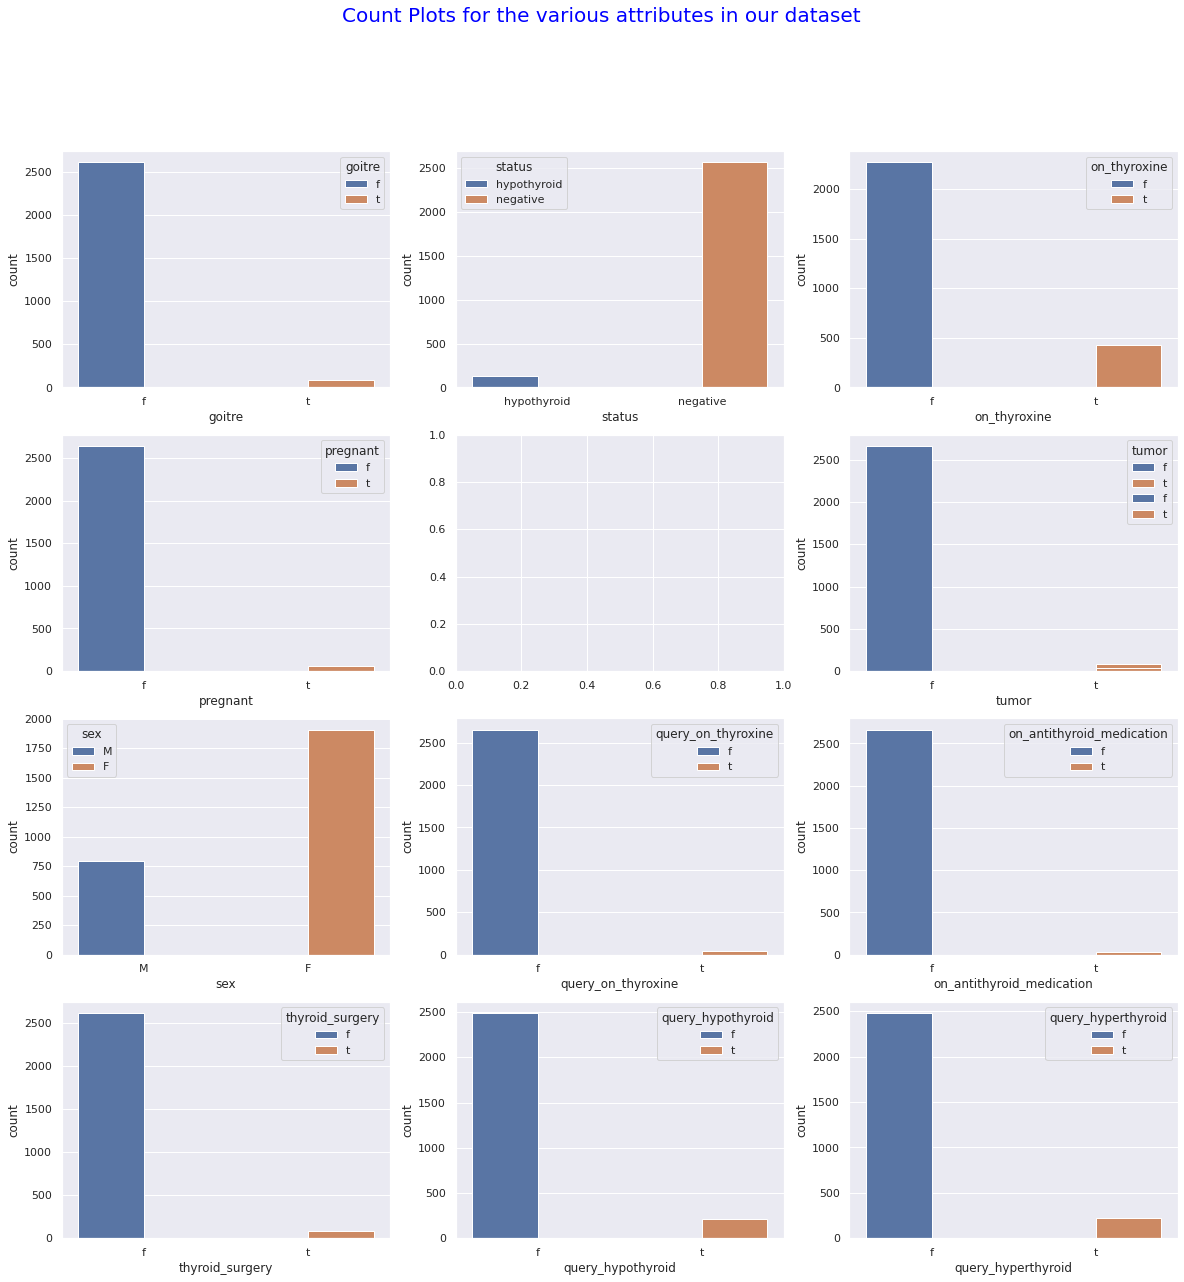 Count Plots for the various attributes in our dataset
goitre
f
t
count
2500
2000
1500
1000
500
0
f t
goitre
status
hypothyroid
negative
count
2500
2000
1500
1000
500
0
hypothyroid negative
status
on_thyroxine
f
t
count
2000
1500
1000
500
0
f t
on_thyroxine
pregnant
f
t
count
2500
2000
1500
1000
500
0
f t
pregnant
1.0
0.8
0.6
0.4
0.2
0.0
0.0 0.2 0.4 0.6 0.8 1.0
tumor
f
t
f
t
count
2500
2000
1500
1000
500
0
f t
tumor
sex
M
F
count
2000
1750
1500
1250
1000
750
500
250
0
M F
sex
query_on_thyroxine
f
t
count
2500
2000
1500
1000
500
0
f t
query_on_thyroxine
on_antithyroid_medication
f
t
count
2500
2000
1500
1000
500
0
f t
on_antithyroid_medication
thyroid_surgery
f
t
count
2500
2000
1500
1000
500
0
f t
thyroid_surgery
query_hypothyroid
f
t
count
2500
2000
1500
1000
500
0
f t
query_hypothyroid
query_hyperthyroid
f
t
count
2500
2000
1500
1000
500
0
f t
query_hyperthyroid